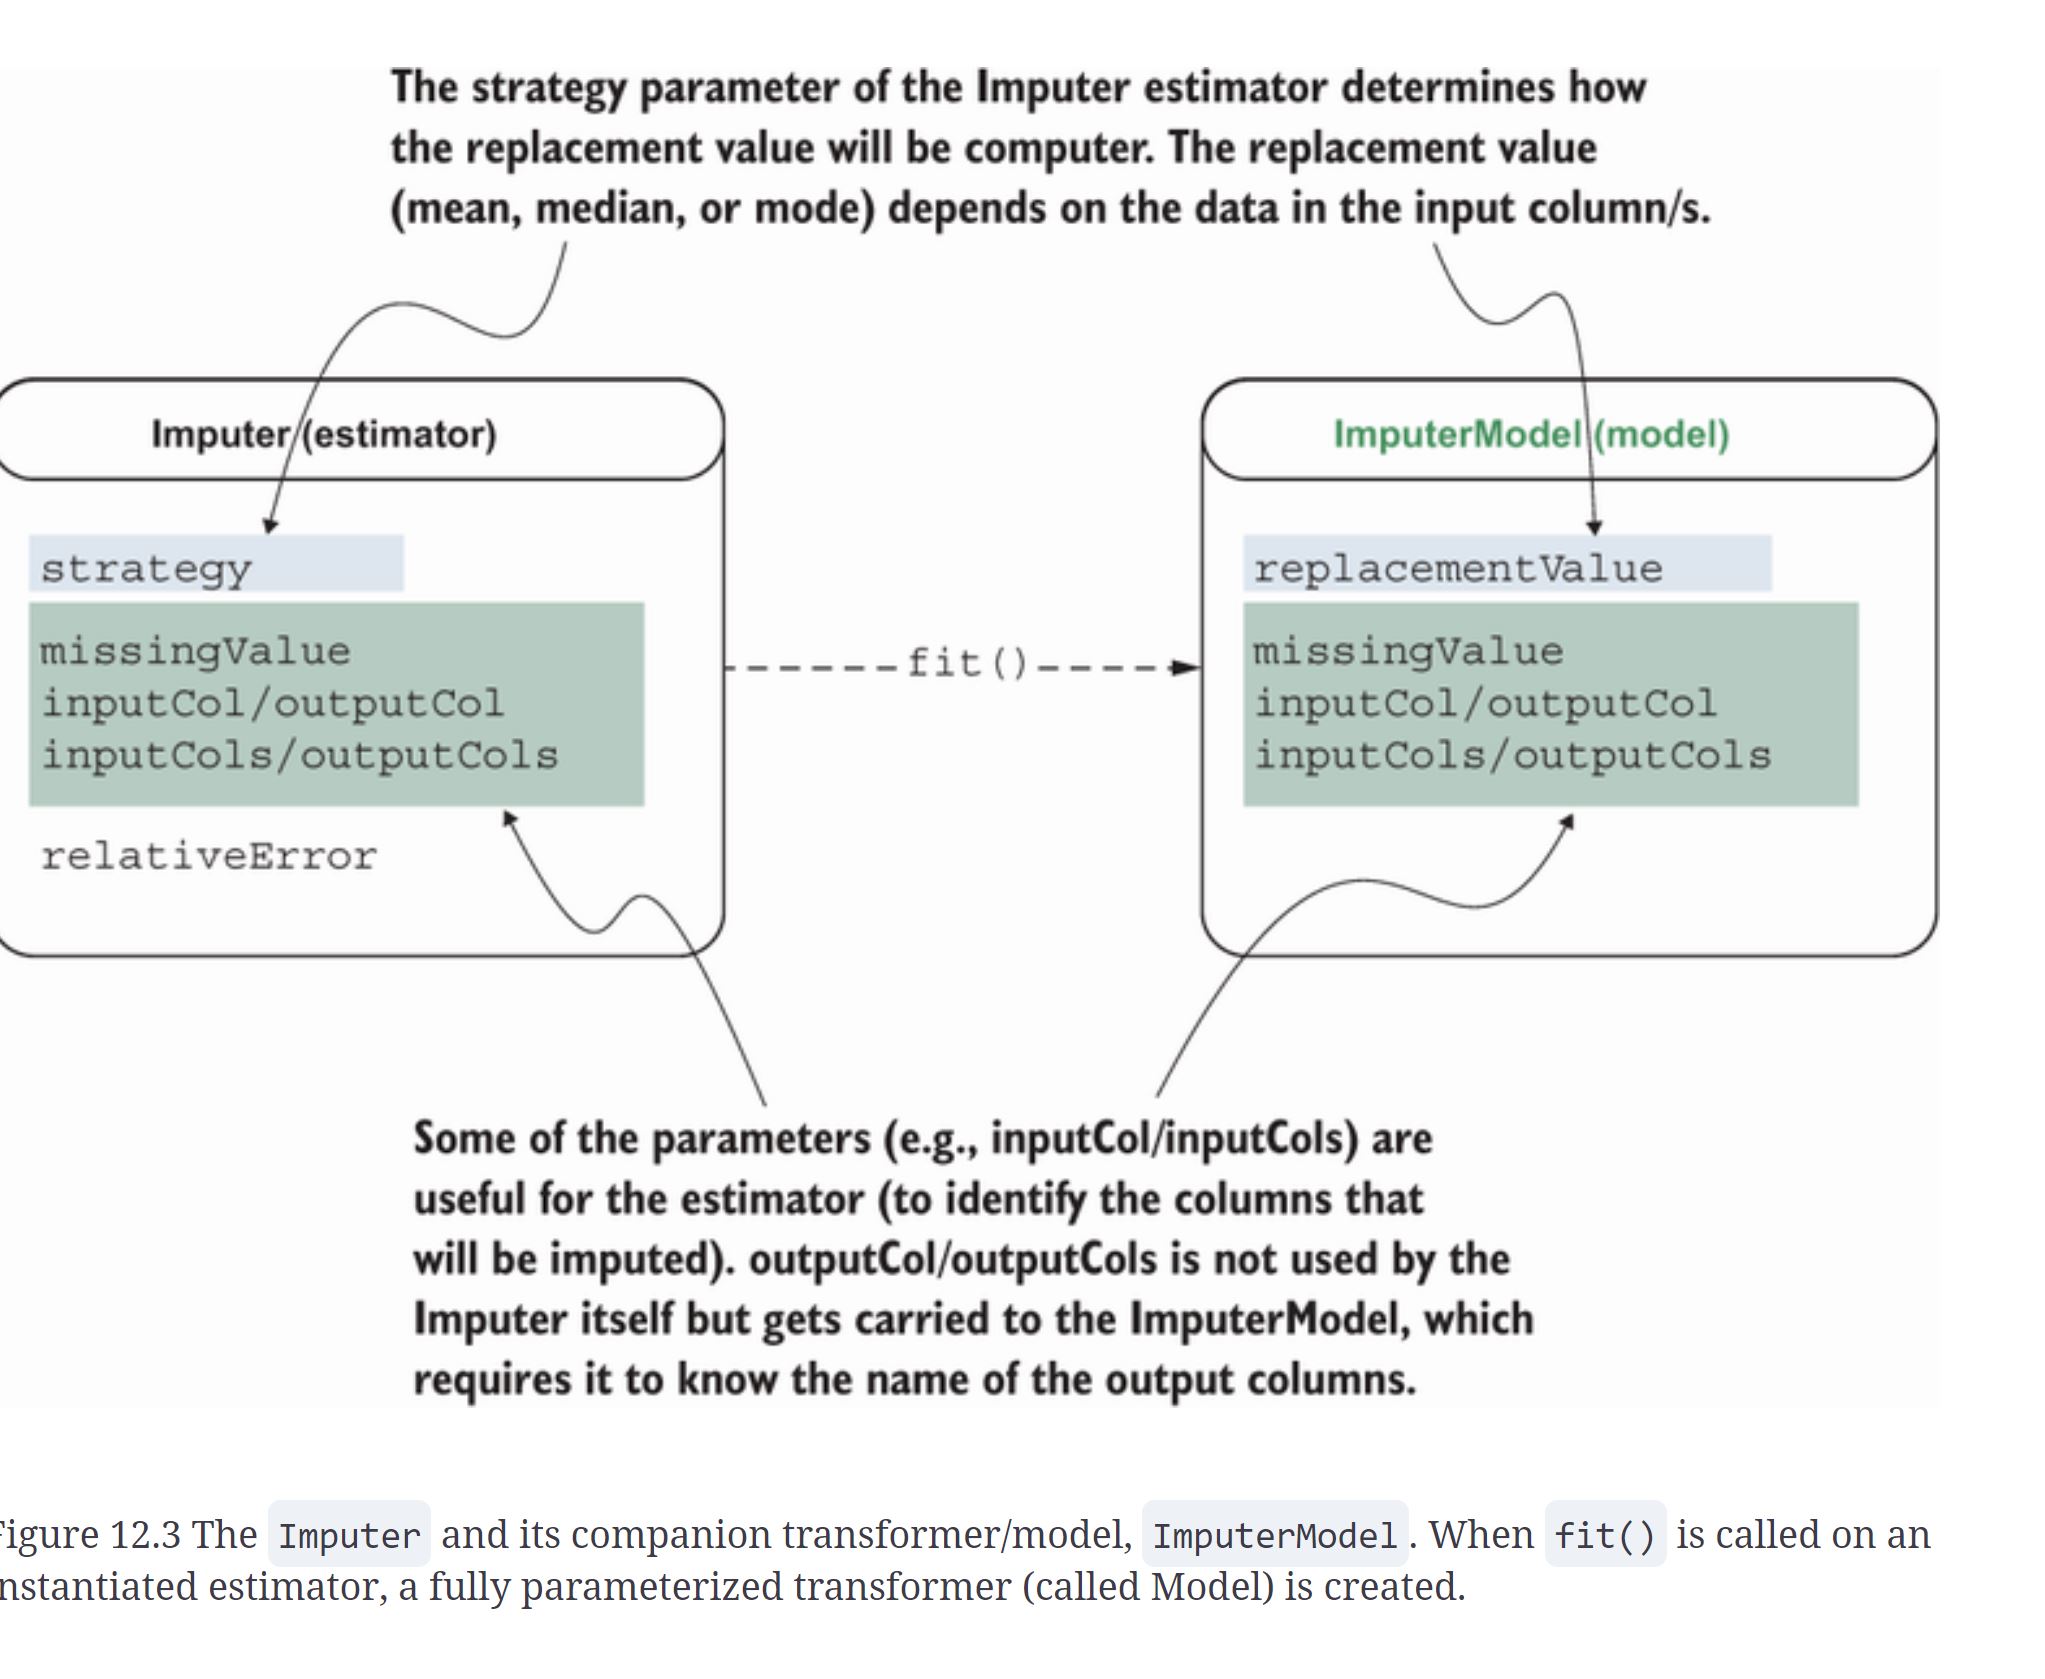 The strategy parameter of the Imputer estimator determines how
the replacement value will be computer. The replacement value
(mean, median, or mode) depends on the data in the input column/s.
Imputer (estimator)
strategy
missingValue
inputCol/outputCol
inputCols/outputCols
relativeError
fit()
ImputerModel (model)
replacementValue
missingValue
inputCol/outputCol
inputCols/outputCols
Some of the parameters (e.g., inputCol/inputCols) are
useful for the estimator (to identify the columns that
will be imputed). outputCol/outputCols is not used by the
Imputer itself but gets carried to the ImputerModel, which
requires it to know the name of the output columns.
Figure 12.3 The Imputer and its companion transformer/model, ImputerModel. When fit() is called on an
nstantiated estimator, a fully parameterized transformer (called Model) is created.